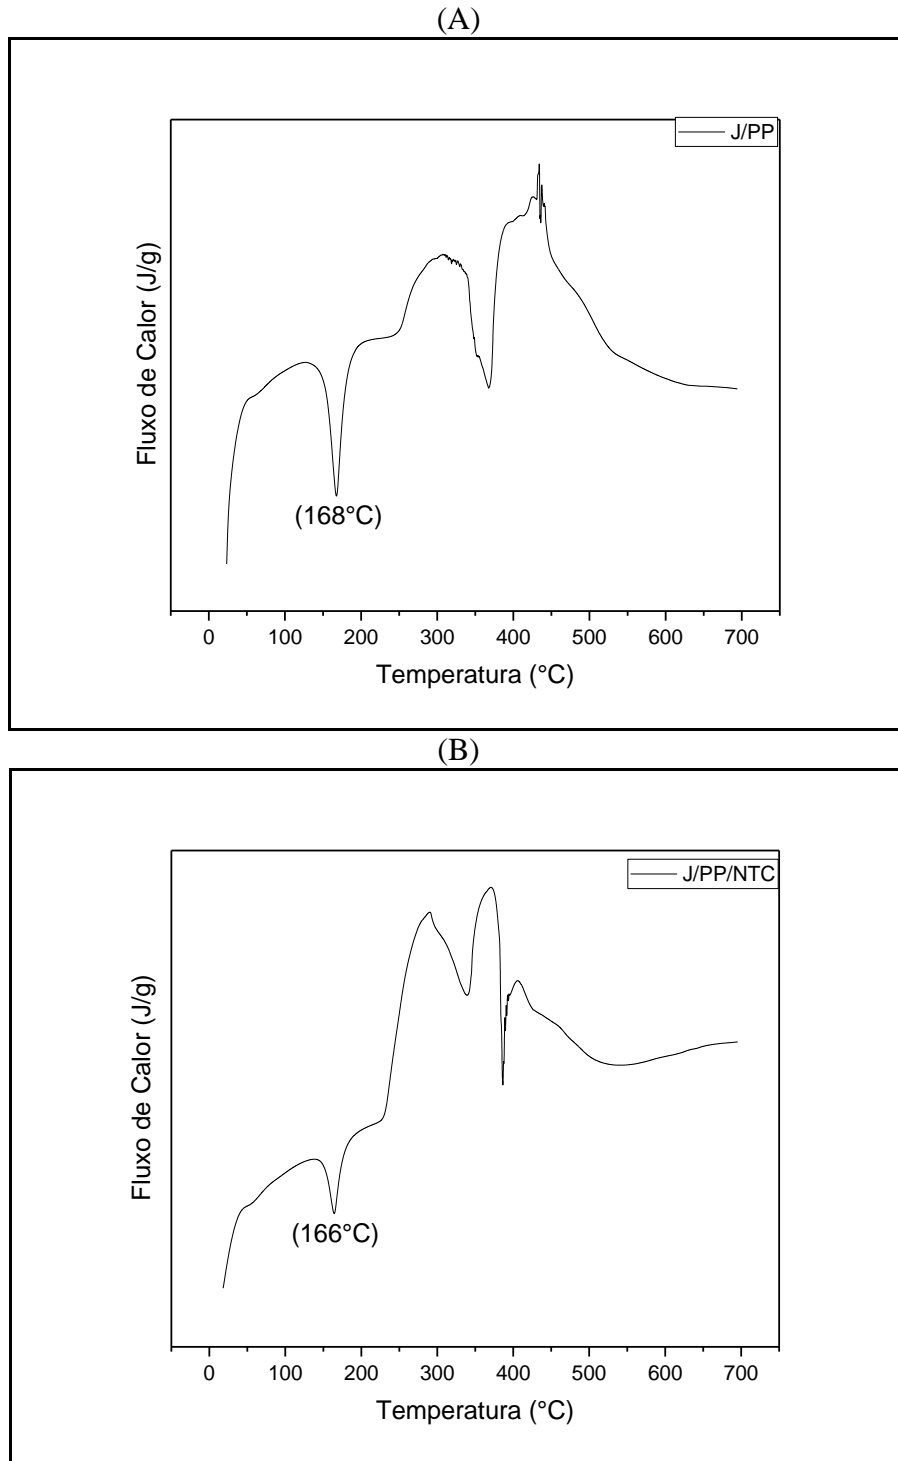 (A)
J/PP
Fluxo de Calor (J/g)
(168°C)
0 100 200 300 400 500 600 700
Temperatura (°C)
(B)
J/PP/NTC
Fluxo de Calor (J/g)
(166°C)
0 100 200 300 400 500 600 700
Temperatura (°C)